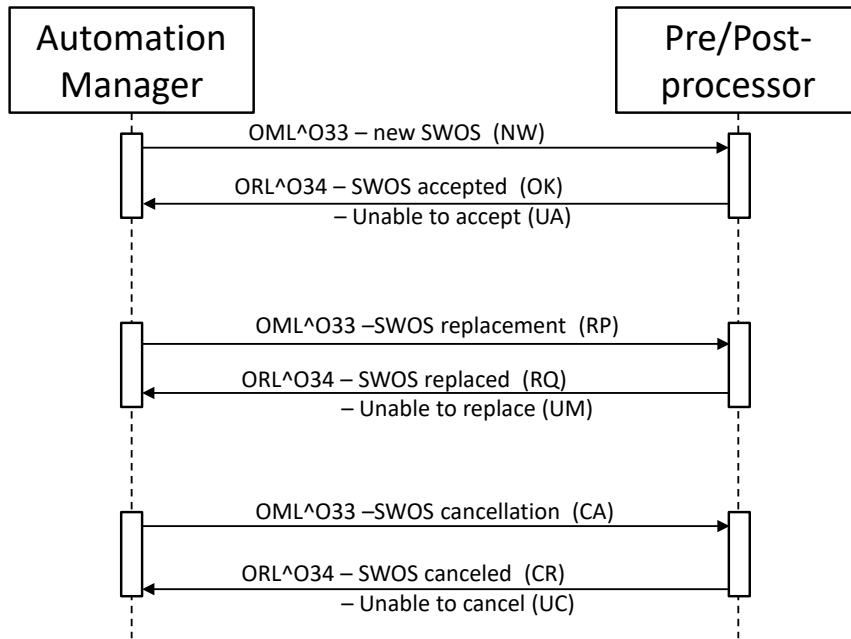 Automation
Manager
Pre/Post-
processor
OML^O33 – new SWOS  (NW)
ORL^O34 – SWOS accepted  (OK)
– Unable to accept (UA)
OML^O33 –SWOS replacement  (RP)
ORL^O34 – SWOS replaced  (RQ)
– Unable to replace (UM)
OML^O33 –SWOS cancellation  (CA)
ORL^O34 – SWOS canceled  (CR)
– Unable to cancel (UC)